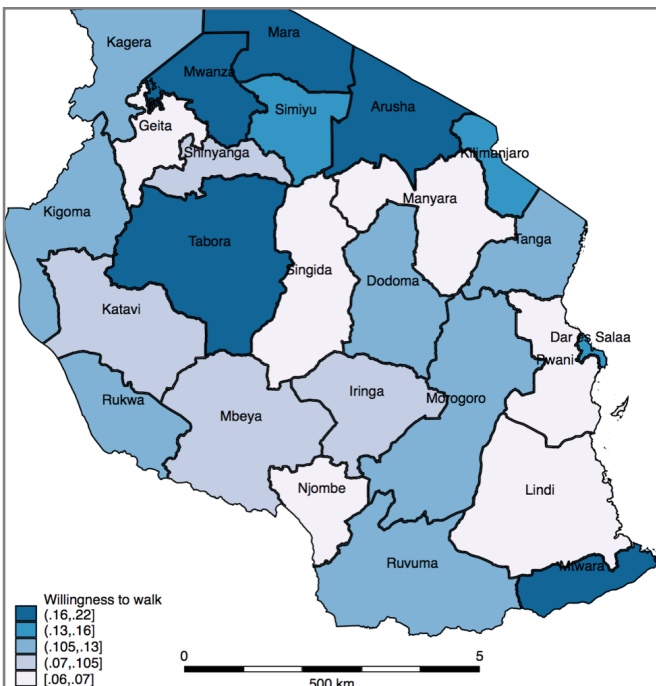 Mara
Kagera
Mwanza
Simiyu
Arusha
Geita
Shinyanga
Kilimanjaro
Manyara
Kigoma
Tabora
Singida
Tanga
Dodoma
Katavi
Dar es Salaa
Pwani
Rukwa
Mbeya
Iringa
Morogoro
Njombe
Lindi
Ruvuma
Mtwara
Willingness to walk
(.16,.22]
(.13,.16]
(.105,.13]
(.07,.105]
[.06,.07]
0 5
500 km